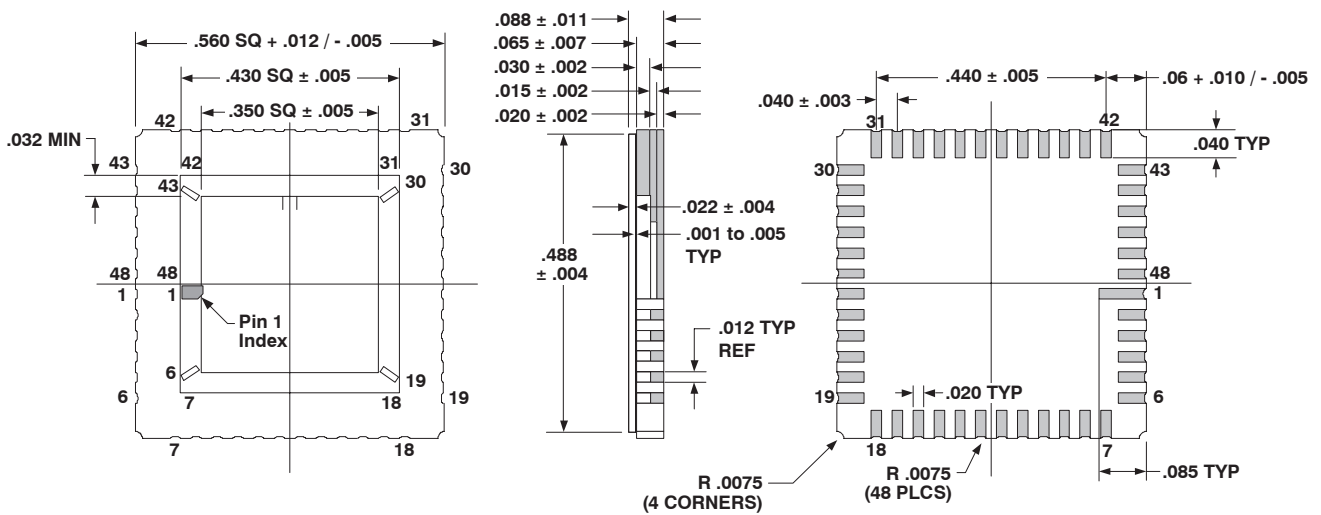 .560 SQ + .012 / - .005
.430 SQ ± .005
.350 SQ ± .005
42
31
.032 MIN
43
42
31
30
43
30
48
48
1
1
Pin 1
Index
6
19
6
7
18
19
7
18
.088 ± .011
.065 ± .007
.030 ± .002
.015 ± .002
.020 ± .002
.022 ± .004
.001 to .005
TYP
.488
± .004
.012 TYP
REF
.440 ± .005
.06 + .010 / - .005
.040 ± .003
31
42
.040 TYP
30
43
48
1
.020 TYP
19
6
18
7
R .0075
(4 CORNERS)
R .0075
(48 PLCS)
.085 TYP